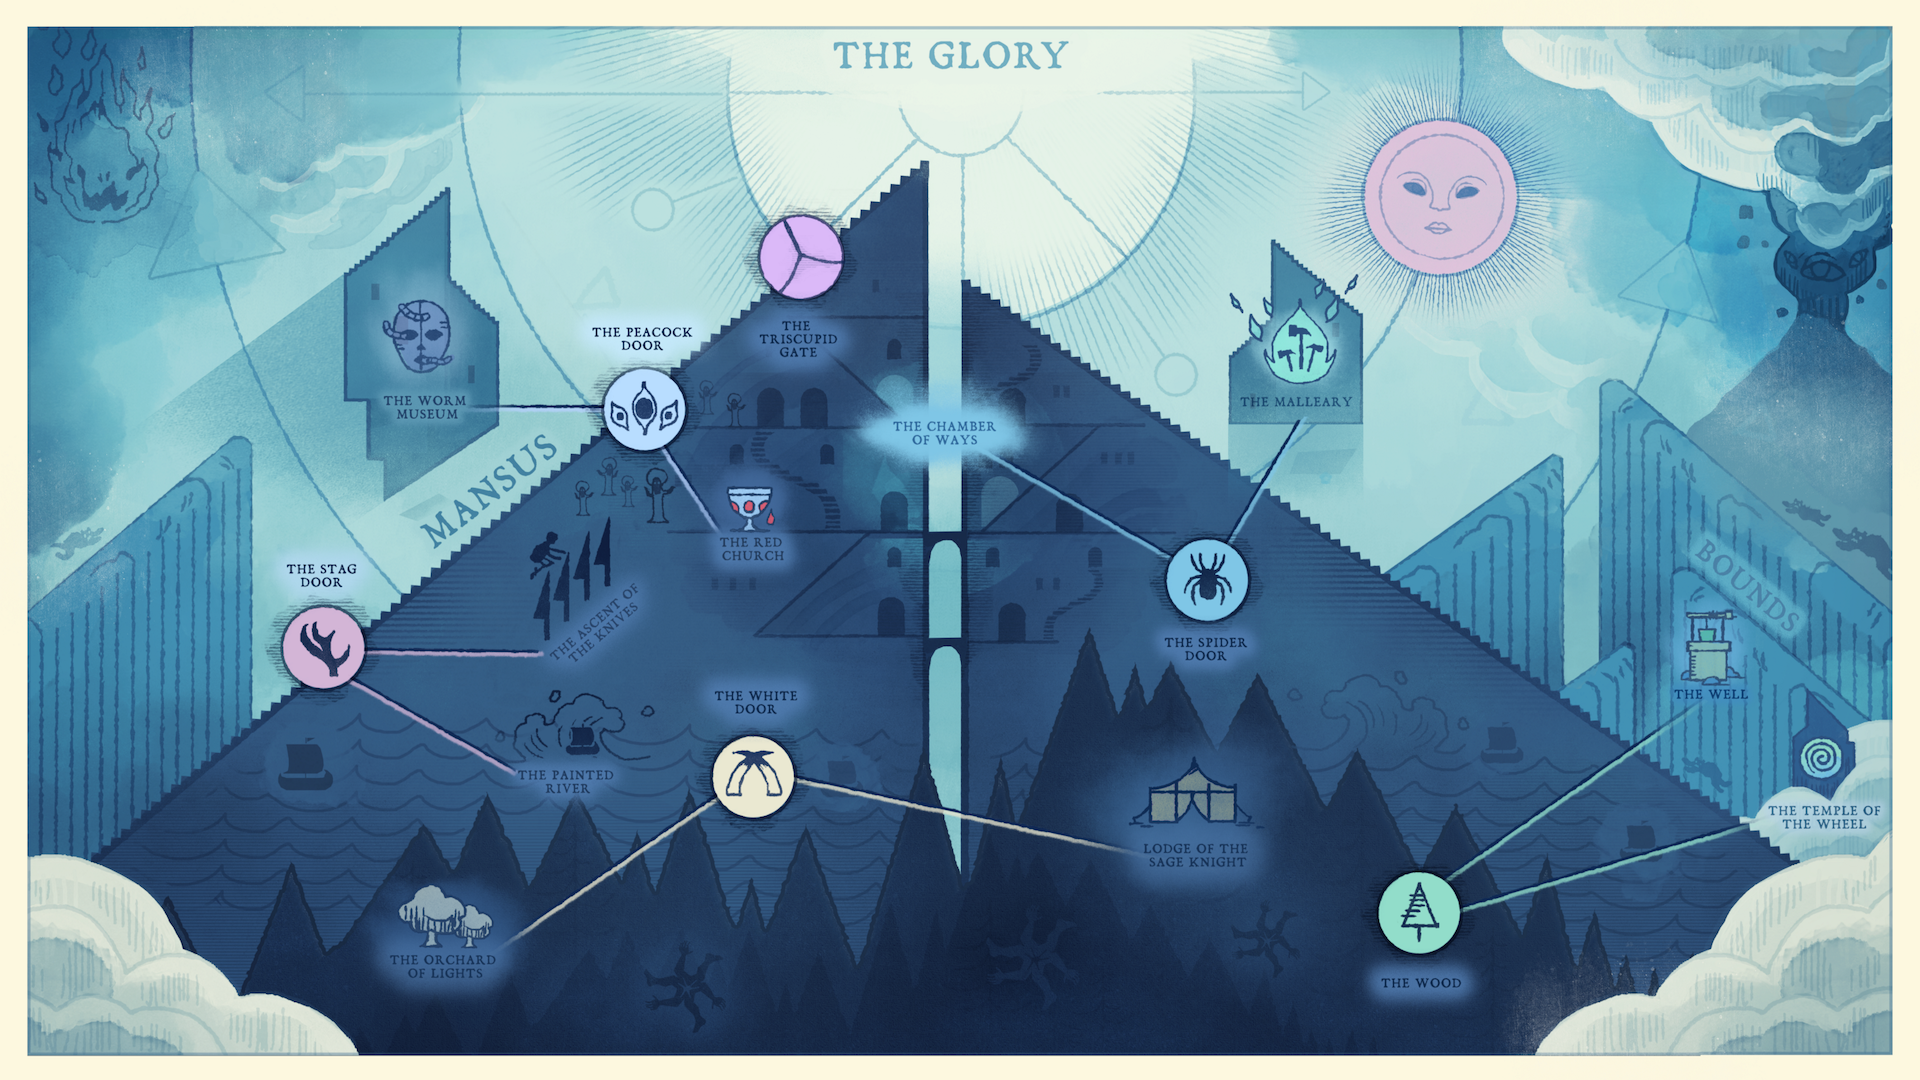 THE GLORY
THE
TRISCUPID
GATE
THE PEACOCK
DOOR
THE WORM
MUSEUM
THE MALLEARY
THE CHAMBER
OF WAYS
MANSUS
THE RED
CHURCH
THE STAG
DOOR
THE ASCENT OF
THE KNIVES
BOUNDS
THE SPIDER
DOOR
THE WELL
THE WHITE
DOOR
THE PAINTED
RIVER
THE TEMPLE OF
THE WHEEL
LODGE OF THE
SAGE KNIGHT
THE ORCHARD
OF LIGHTS
THE WOOD